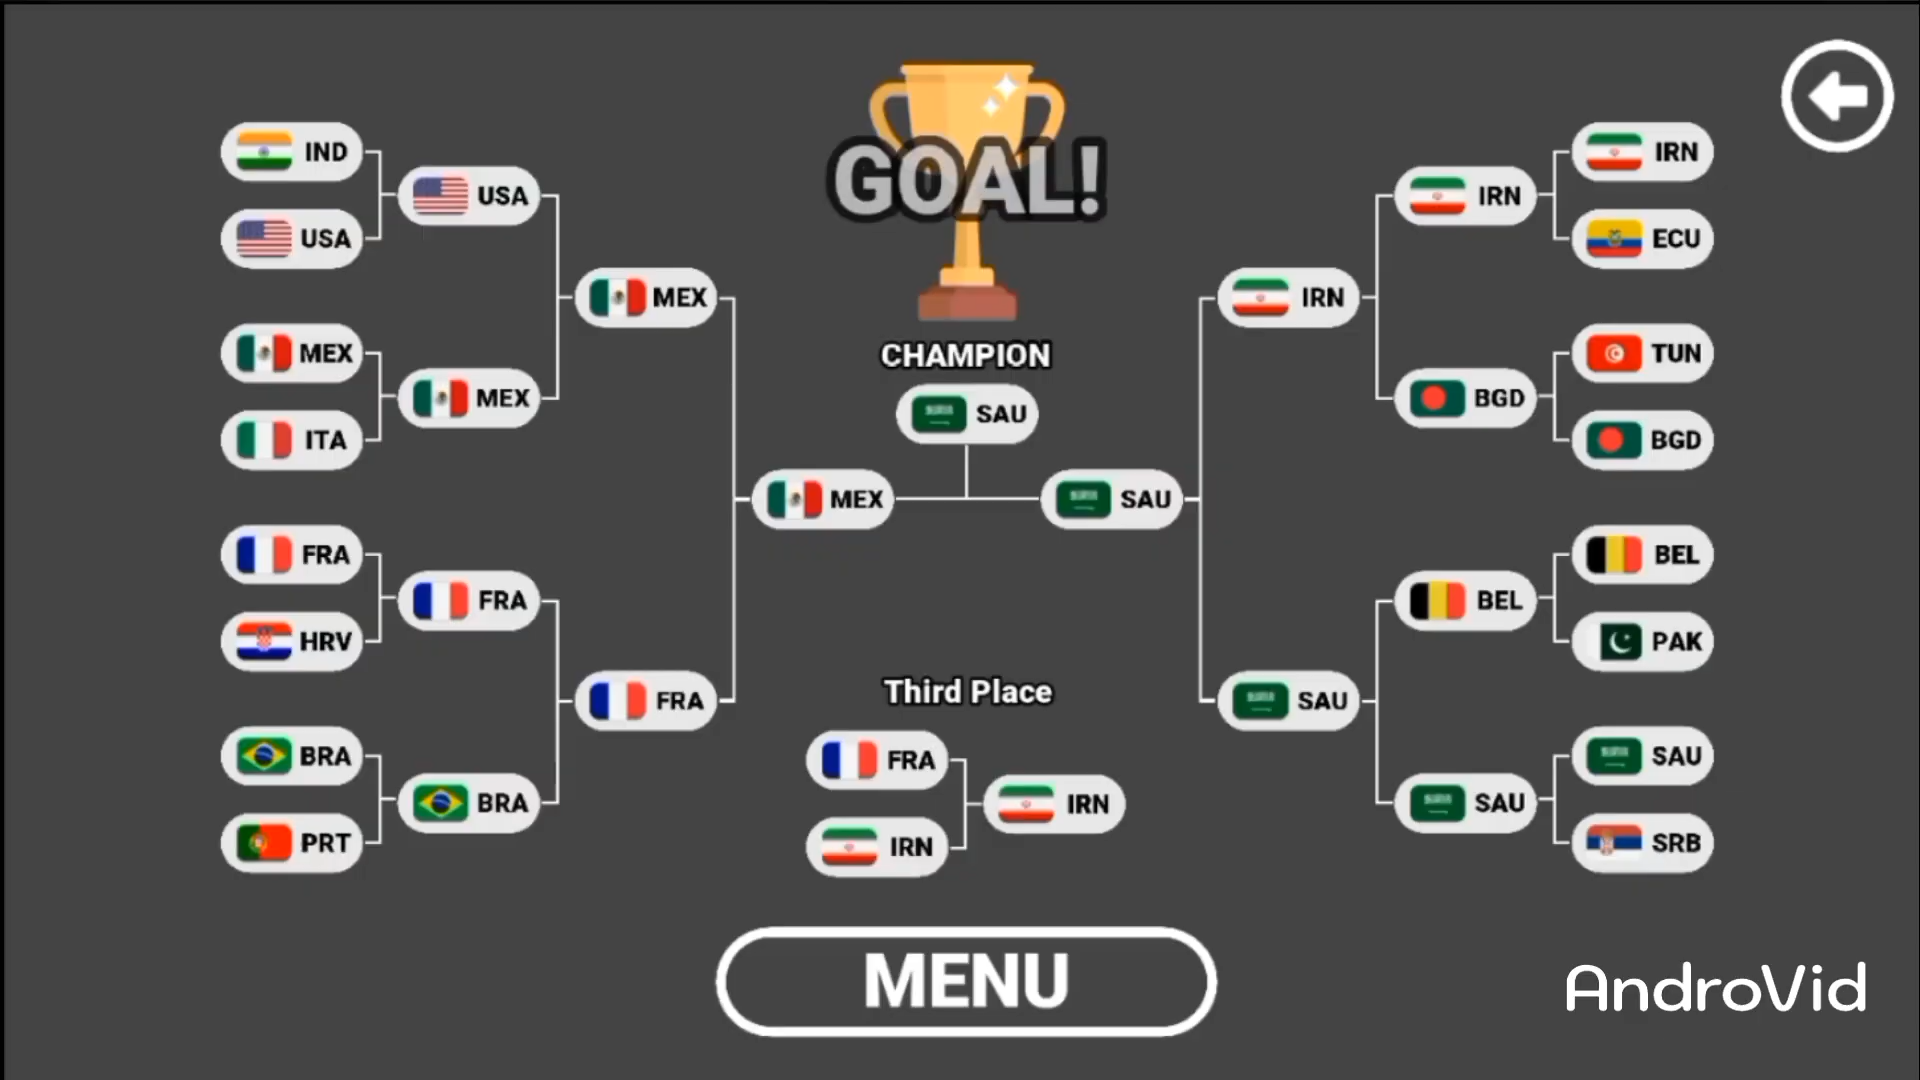 GOAL!
CHAMPION
SAU
IND
USA
USA
MEX
ITA
MEX
MEX
FRA
HRV
FRA
BRA
PRT
BRA
FRA
MEX
SAU
IRN
ECU
IRN
TUN
BGD
BGD
IRN
BEL
PAK
BEL
SAU
SRB
SAU
SAU
Third Place
FRA
IRN
IRN
MENU
AndroVid